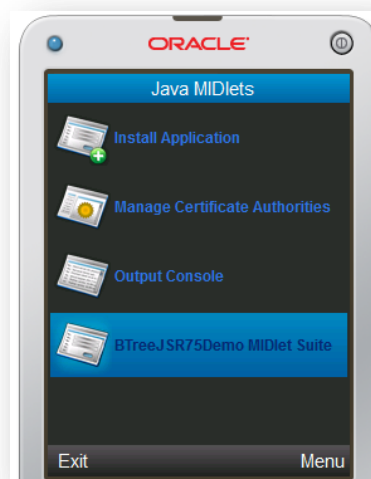 ORACLE
Java MIDlets
Install Application
Manage Certificate Authorities
Output Console
BTreeJSR75Demo MIDlet Suite
Exit Menu